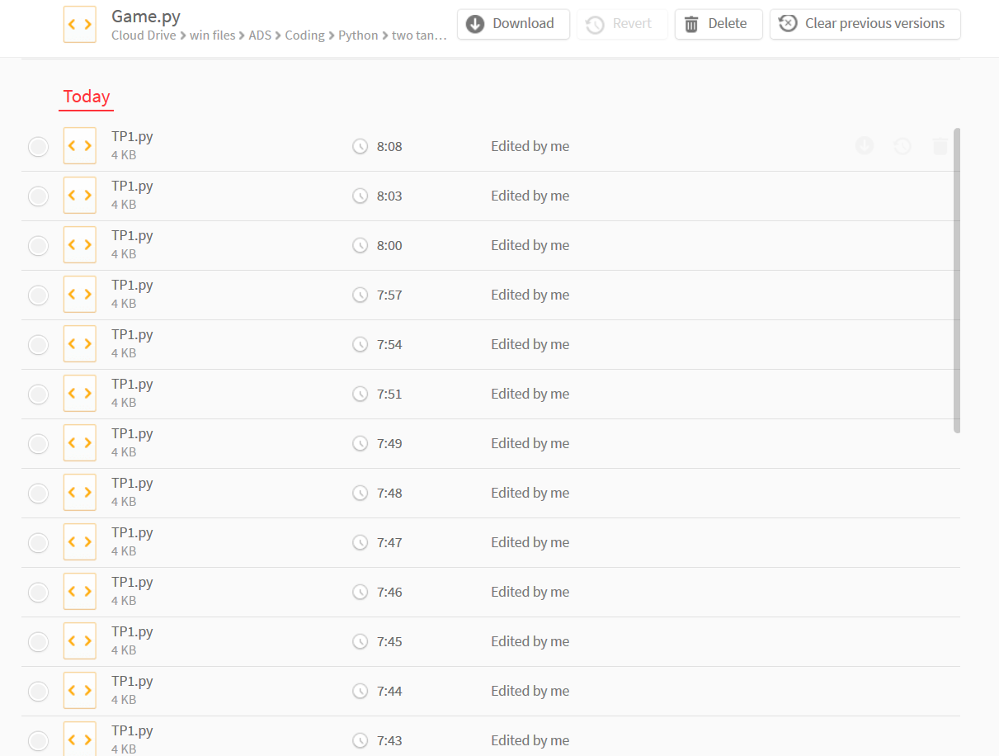 Game.py
Cloud Drive > win files > ADS > Coding > Python > two tan...
Download
Revert
Delete
Clear previous versions
Today
TP1.py
4 KB
8:08
Edited by me
TP1.py
4 KB
8:03
Edited by me
TP1.py
4 KB
8:00
Edited by me
TP1.py
4 KB
7:57
Edited by me
TP1.py
4 KB
7:54
Edited by me
TP1.py
4 KB
7:51
Edited by me
TP1.py
4 KB
7:49
Edited by me
TP1.py
4 KB
7:48
Edited by me
TP1.py
4 KB
7:47
Edited by me
TP1.py
4 KB
7:46
Edited by me
TP1.py
4 KB
7:45
Edited by me
TP1.py
4 KB
7:44
Edited by me
TP1.py
4 KB
7:43
Edited by me